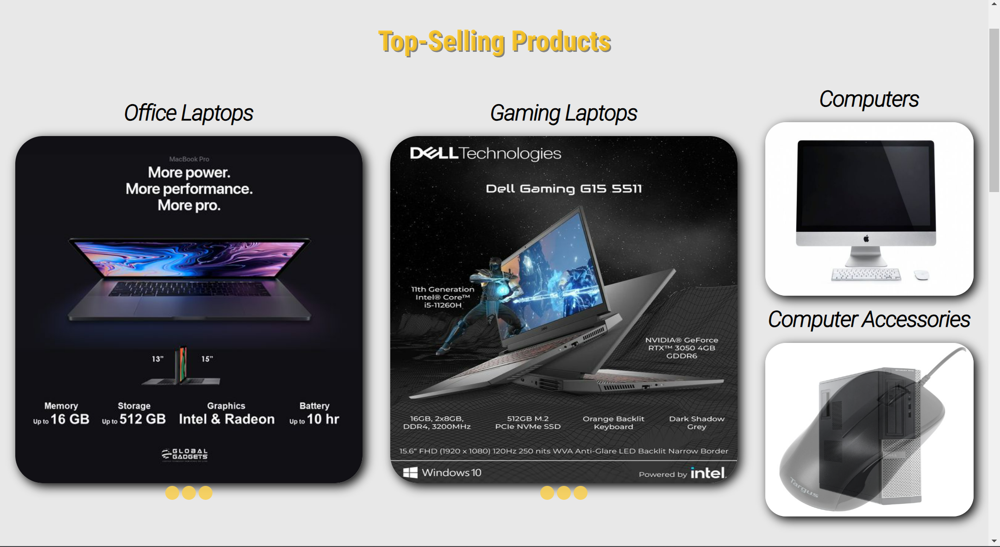 Top-Selling Products
Office Laptops
MacBook Pro
More power.
More performance.
More pro.
13" 15"
Memory Storage Graphics Battery
Up to 16 GB Up to 512 GB Intel & Radeon Up to 10 hr
GLOBAL
GADGETS
Gaming Laptops
DELL Technologies
Dell Gaming G15 5511
11th Generation
Intel® Core™
i5-11260H
NVIDIA® GeForce
RTX™ 3050 4GB
GDDR6
16GB, 2x8GB,
DDR4, 3200MHz
512GB M.2
PCIe NVMe SSD
Orange Backlit
Keyboard
Dark Shadow
Grey
15.6" FHD (1920 x 1080) 120Hz 250 nits WVA Anti-Glare LED Backlit Narrow Border
Windows 10
Powered by intel.
Computers
Computer Accessories
Targus